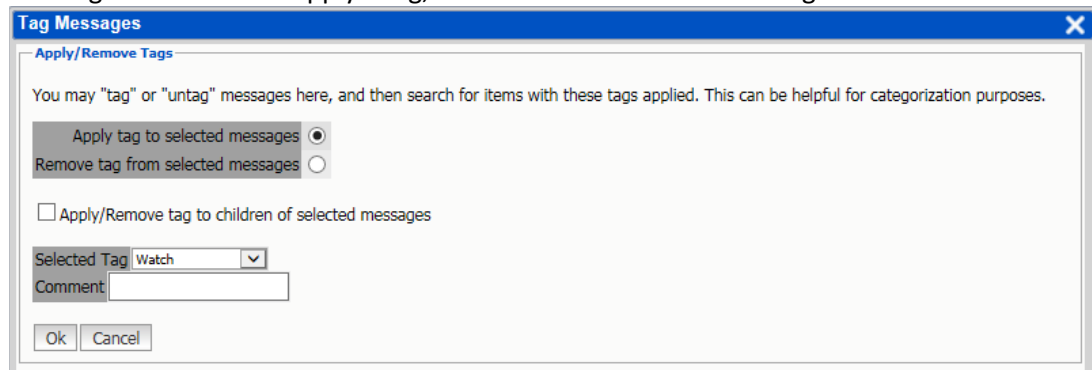 Tag Messages
Apply/Remove Tags
You may "tag" or "untag" messages here, and then search for items with these tags applied. This can be helpful for categorization purposes.
Apply tag to selected messages
Remove tag from selected messages
Apply/Remove tag to children of selected messages
Selected Tag Watch
Comment
Ok Cancel